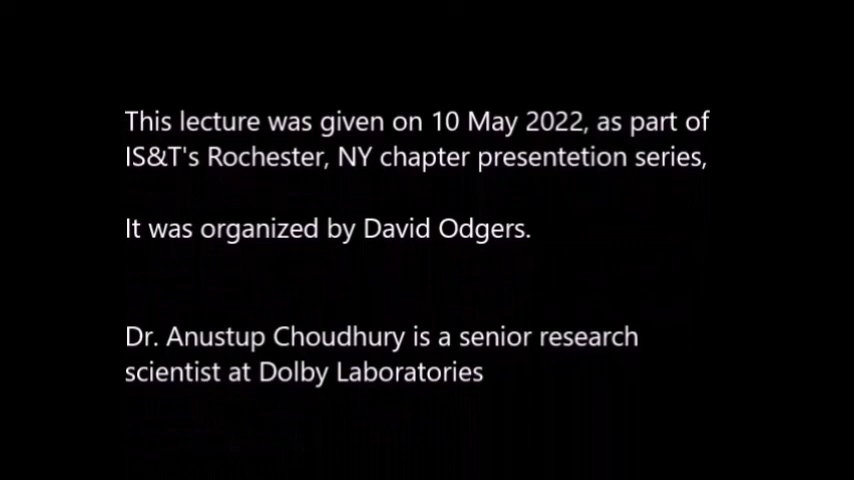 This lecture was given on 10 May 2022, as part of
IS&T's Rochester, NY chapter presentetion series,
It was organized by David Odgers.
Dr. Anustup Choudhury is a senior research
scientist at Dolby Laboratories